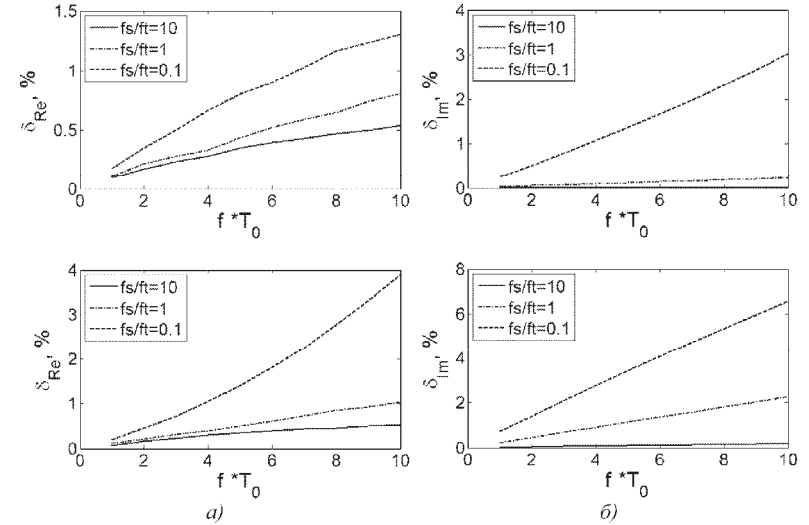 1.5
1
0.5
0
δRe, %
fs/ft=10
fs/ft=1
fs/ft=0.1
0 2 4 6 8 10
f *T0
4
3
2
1
0
δIm, %
fs/ft=10
fs/ft=1
fs/ft=0.1
0 2 4 6 8 10
f *T0
4
3
2
1
0
δRe, %
fs/ft=10
fs/ft=1
fs/ft=0.1
0 2 4 6 8 10
f *T0
а)
8
6
4
2
0
δIm, %
fs/ft=10
fs/ft=1
fs/ft=0.1
0 2 4 6 8 10
f *T0
б)